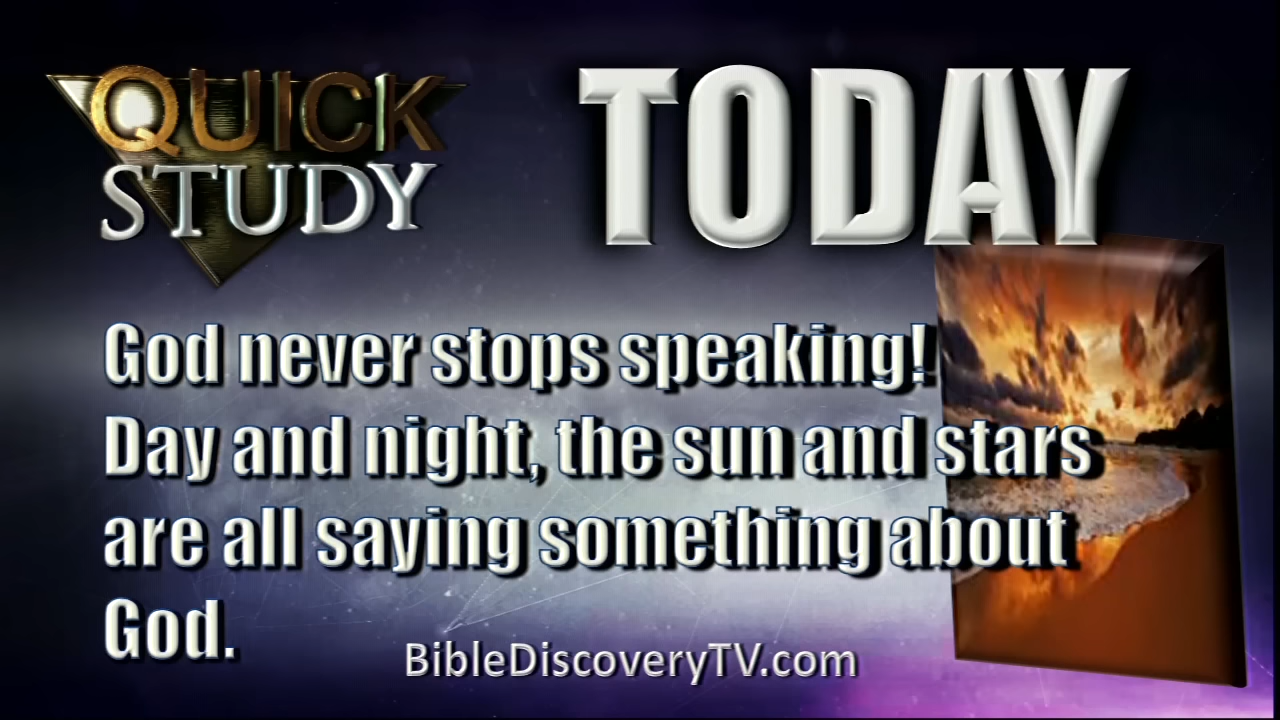 QUICK
STUDY
TODAY
God never stops speaking!
Day and night, the sun and stars
are all saying something about
God.
BibleDiscoveryTV.com